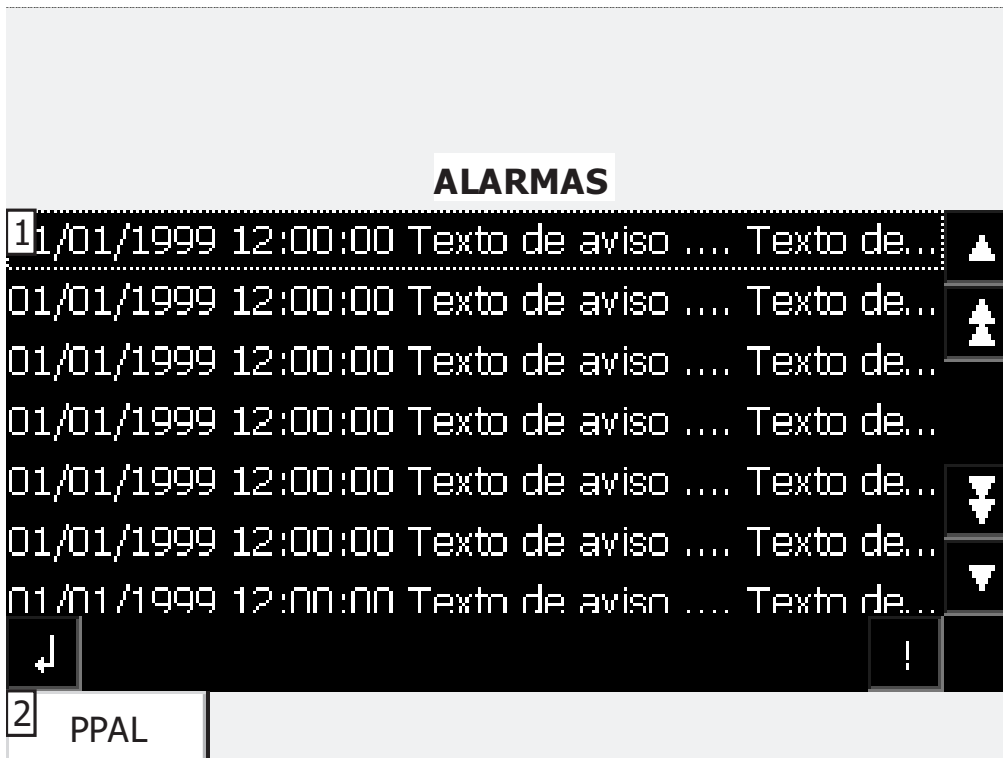 ALARMAS
1
1/01/1999 12:00:00 Texto de aviso .... Texto de...
01/01/1999 12:00:00 Texto de aviso .... Texto de...
01/01/1999 12:00:00 Texto de aviso .... Texto de...
01/01/1999 12:00:00 Texto de aviso .... Texto de...
01/01/1999 12:00:00 Texto de aviso .... Texto de...
01/01/1999 12:00:00 Texto de aviso .... Texto de...
01/01/1999 12:00:00 Texto de aviso .... Texto de...
!
2
PPAL